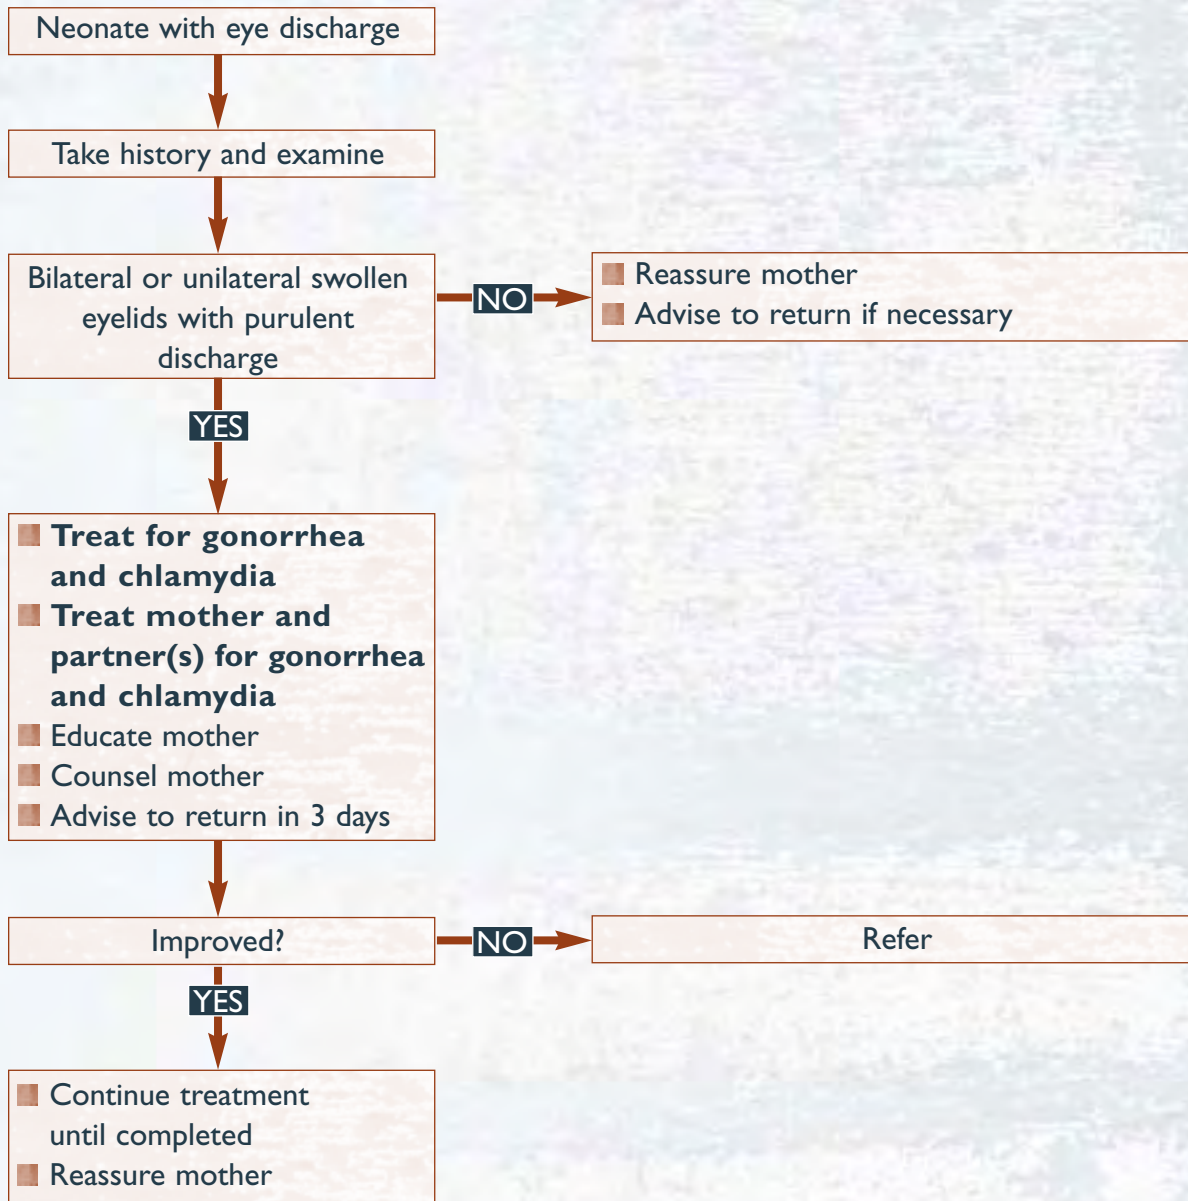 Neonate with eye discharge
Take history and examine
Bilateral or unilateral swollen
eyelids with purulent
discharge
NO
Reassure mother
Advise to return if necessary
YES
Treat for gonorrhea
and chlamydia
Treat mother and
partner(s) for gonorrhea
and chlamydia
Educate mother
Counsel mother
Advise to return in 3 days
Improved?
NO
Refer
YES
Continue treatment
until completed
Reassure mother